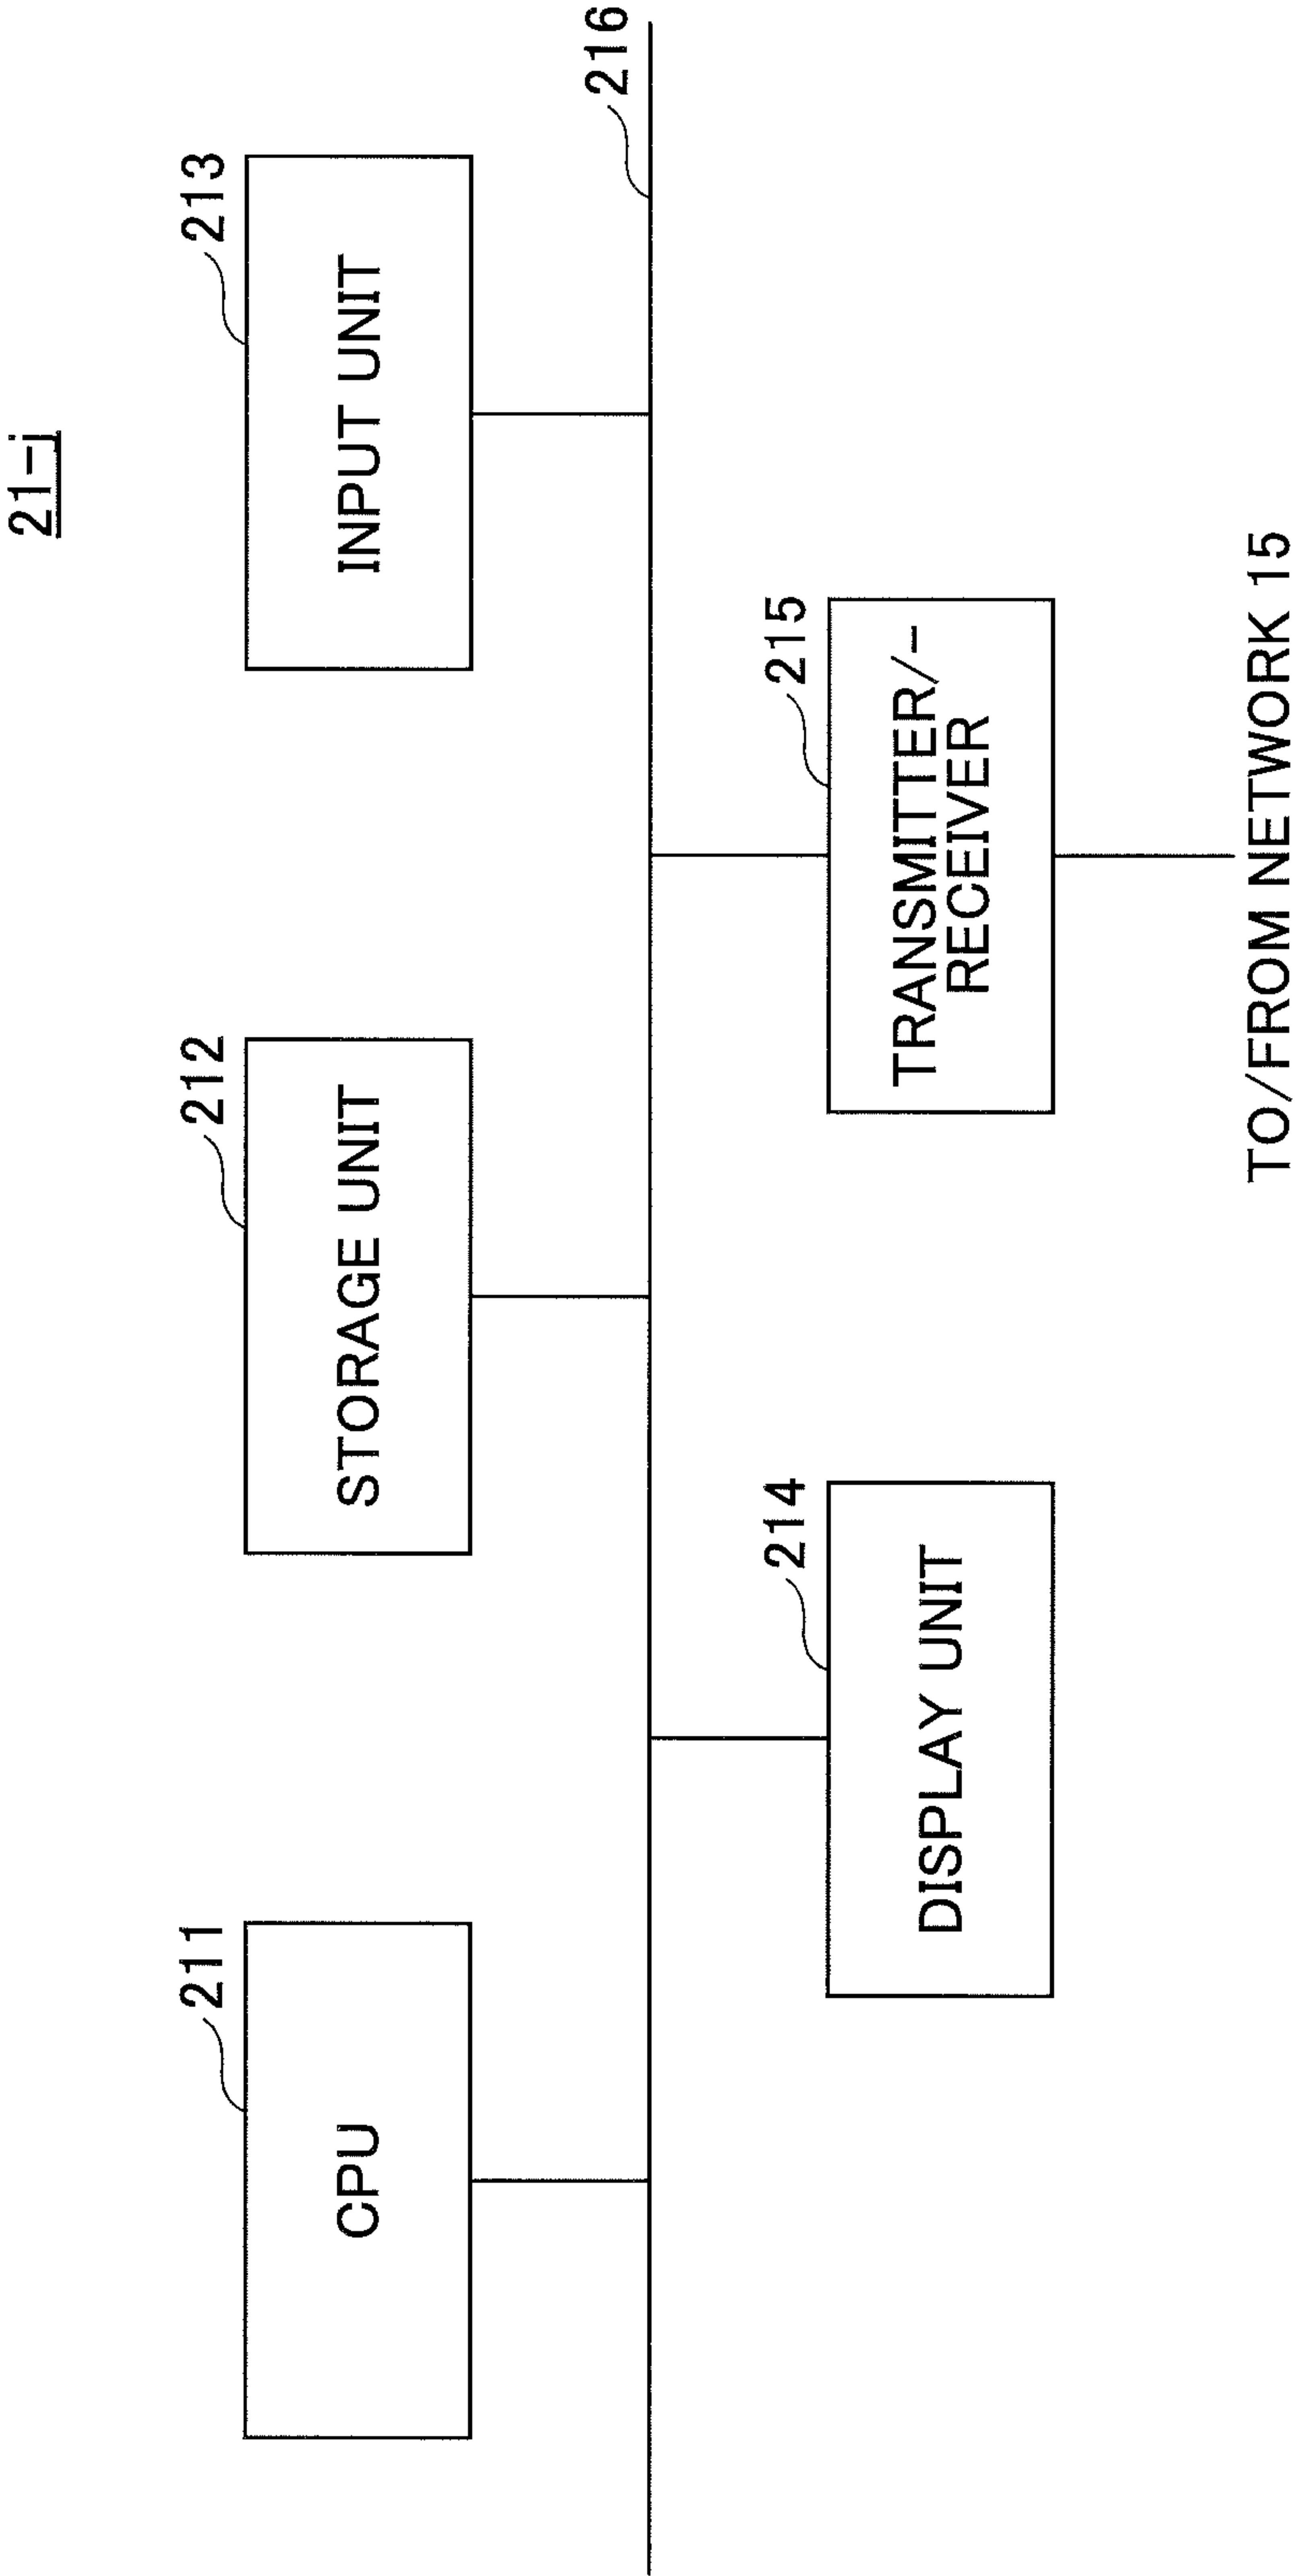 21-j
211
CPU
212
STORAGE UNIT
213
INPUT UNIT
216
214
DISPLAY UNIT
215
TRANSMITTER/-
RECEIVER
TO/FROM NETWORK 15